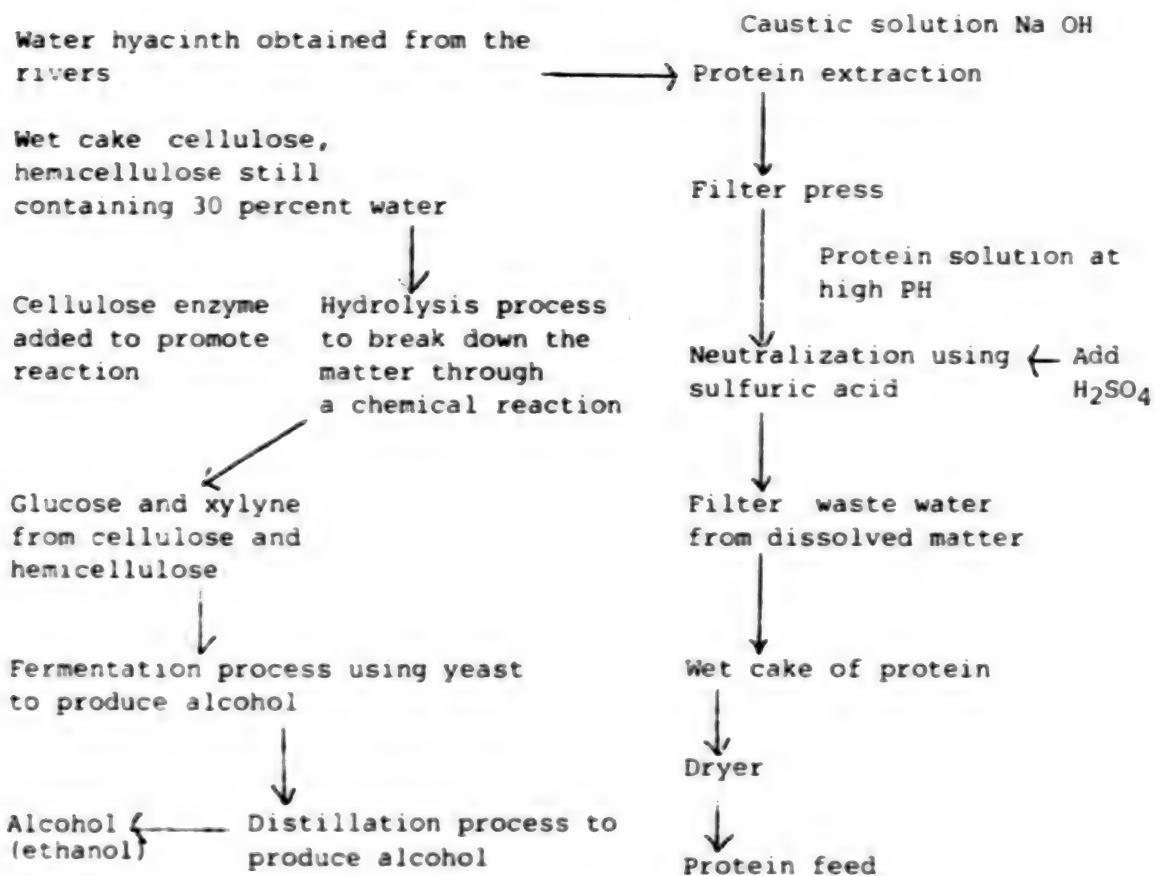 Water hyacinth obtained from the
rivers
Caustic solution Na OH
Protein extraction
Wet cake cellulose,
hemicellulose still
containing 30 percent water
Filter press
Protein solution at
high PH
Cellulose enzyme
added to promote
reaction
Hydrolysis process
to break down the
matter through
a chemical reaction
Neutralization using
sulfuric acid
Add
H2SO4
Glucose and xylyne
from cellulose and
hemicellulose
Filter waste water
from dissolved matter
Fermentation process using yeast
to produce alcohol
Wet cake of protein
Dryer
Alcohol
(ethanol)
Distillation process to
produce alcohol
Protein feed